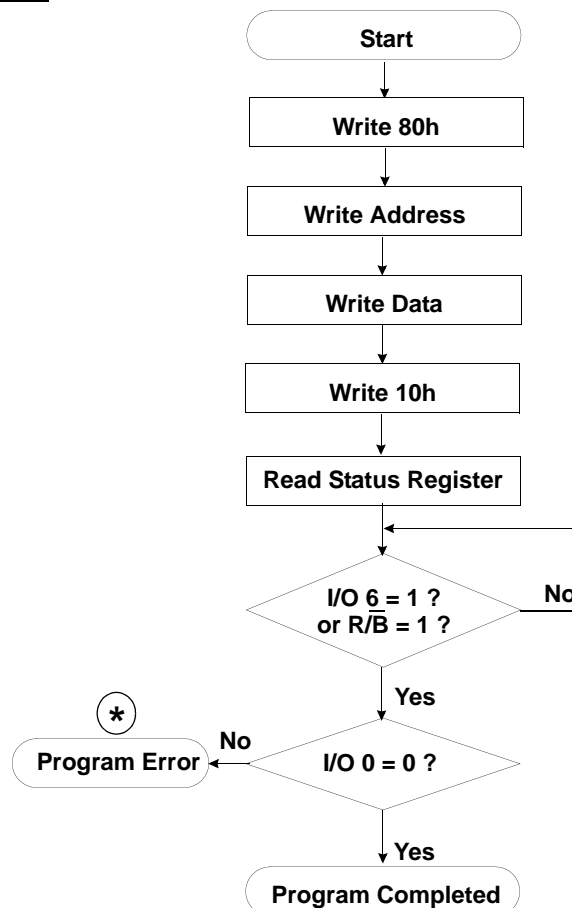 Start
Write 80h
Write Address
Write Data
Write 10h
Read Status Register
I/O 6 = 1 ?
or R/B̅ = 1 ?
No
Yes
*
No
Program Error
I/O 0 = 0 ?
Yes
Program Completed